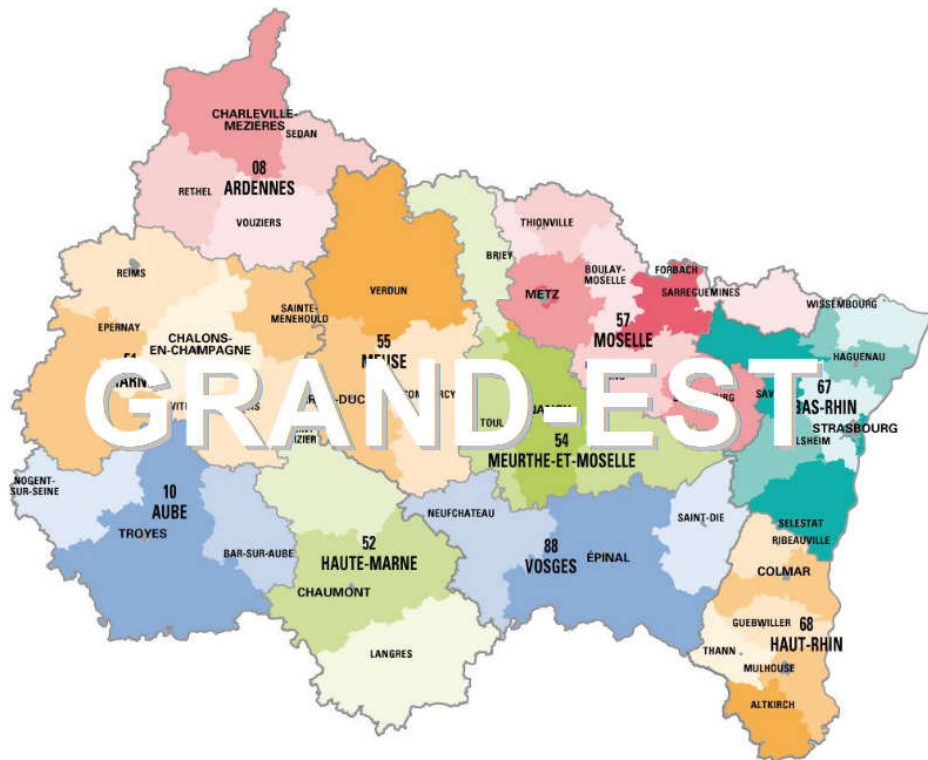 CHARLEVILLE-
MEZIÈRES
SEDAN
08
ARDENNES
RETHEL
VOUZIERS
REIMS
EPERNAY
SAINTE-
MENEHOULD
CHALONS-
EN-CHAMPAGNE
VERDUN
55
MEUSE
BRIEY
THIONVILLE
BOULAY-
MOSELLE
METZ
FORBACH
SARREGUEMINES
57
MOSELLE
WISSEMBOURG
HAGUENAU
67
BAS-RHIN
STRASBOURG
GRAND-EST
TOUL
54
MEURTHE-ET-MOSELLE
NOGENT-
SUR-SEINE
10
AUBE
TROYES
BAR-SUR-AUBE
52
HAUTE-MARNE
CHAUMONT
LANGRES
NEUFCHATEAU
88
VOSGES
ÉPINAL
SAINT-DIE
SELESTAT
RIBEAUVILLE
COLMAR
GUEBWILLER
68
HAUT-RHIN
THANN
MULHOUSE
ALTKIRCH